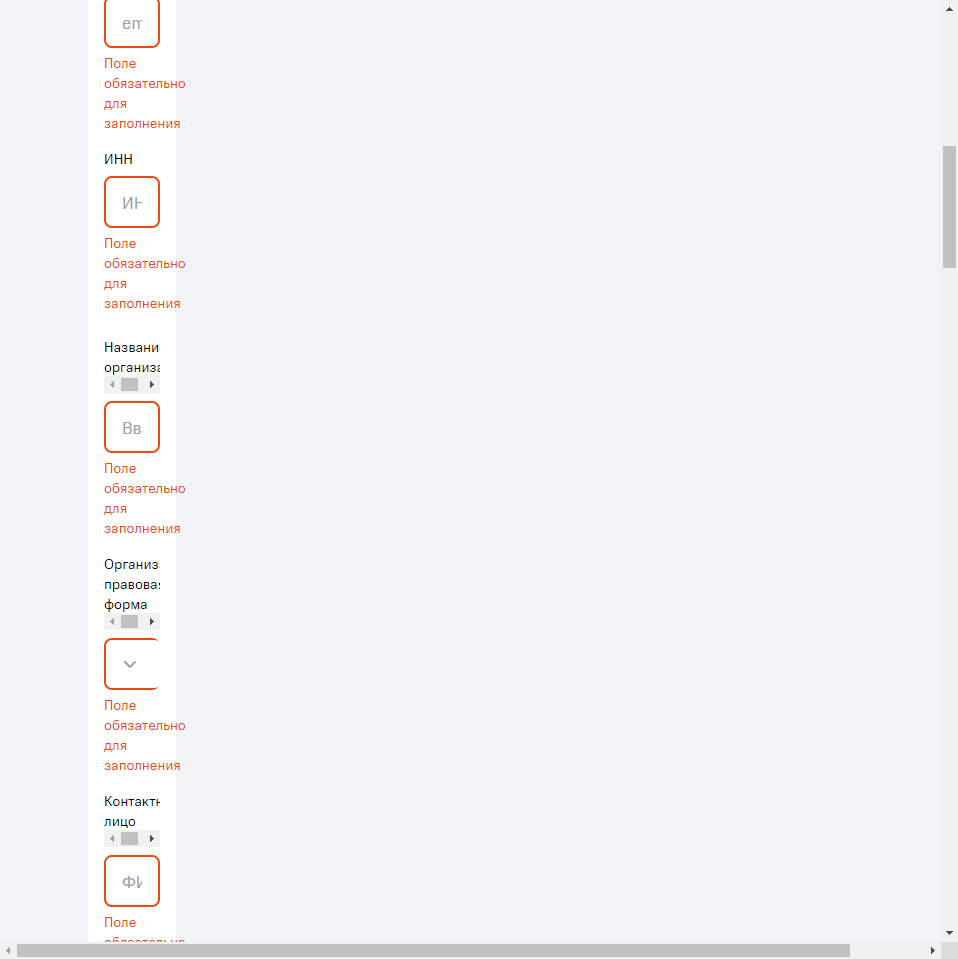 em
Поле
обязательно
для
заполнения
ИНН
ИН
Поле
обязательно
для
заполнения
Названи
организа
Вв
Поле
обязательно
для
заполнения
Организ
правовая
форма
Поле
обязательно
для
заполнения
Контактн
лицо
ФИ
Поле
обязательно